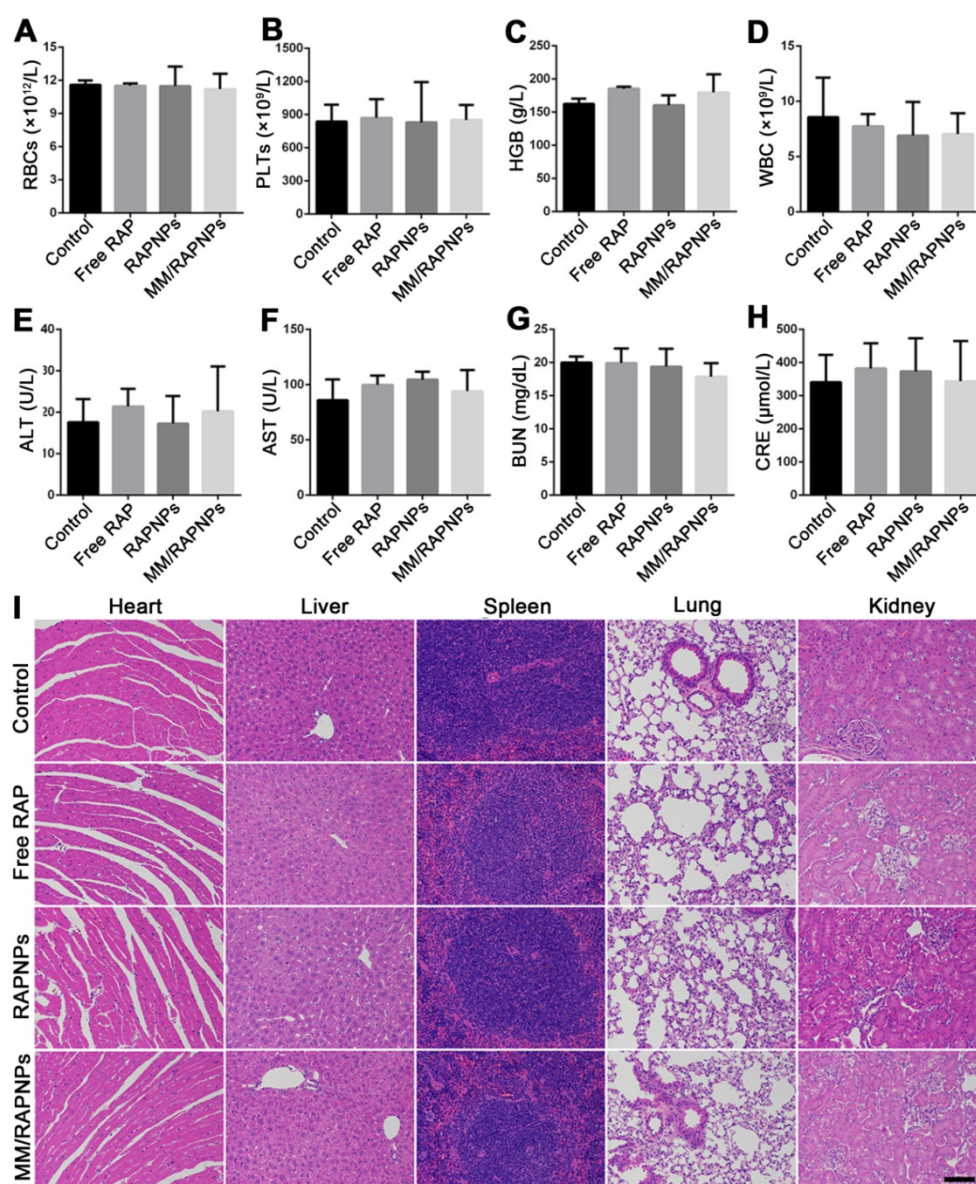 A
RBCs (×10¹²/L)
15
12
9
6
3
0
Control
Free RAP
RAPNPs
MM/RAPNPs
B
PLTs (×10⁹/L)
1500
1200
900
600
300
0
Control
Free RAP
RAPNPs
MM/RAPNPs
C
HGB (g/L)
250
200
150
100
50
0
Control
Free RAP
RAPNPs
MM/RAPNPs
D
WBC (×10⁹/L)
15
10
5
0
Control
Free RAP
RAPNPs
MM/RAPNPs
E
ALT (U/L)
40
30
20
10
0
Control
Free RAP
RAPNPs
MM/RAPNPs
F
AST (U/L)
150
100
50
0
Control
Free RAP
RAPNPs
MM/RAPNPs
G
BUN (mg/dL)
25
20
15
10
5
0
Control
Free RAP
RAPNPs
MM/RAPNPs
H
CRE (μmol/L)
500
400
300
200
100
0
Control
Free RAP
RAPNPs
MM/RAPNPs
I
Heart Liver Spleen Lung Kidney
Control
Free RAP
RAPNPs
MM/RAPNPs